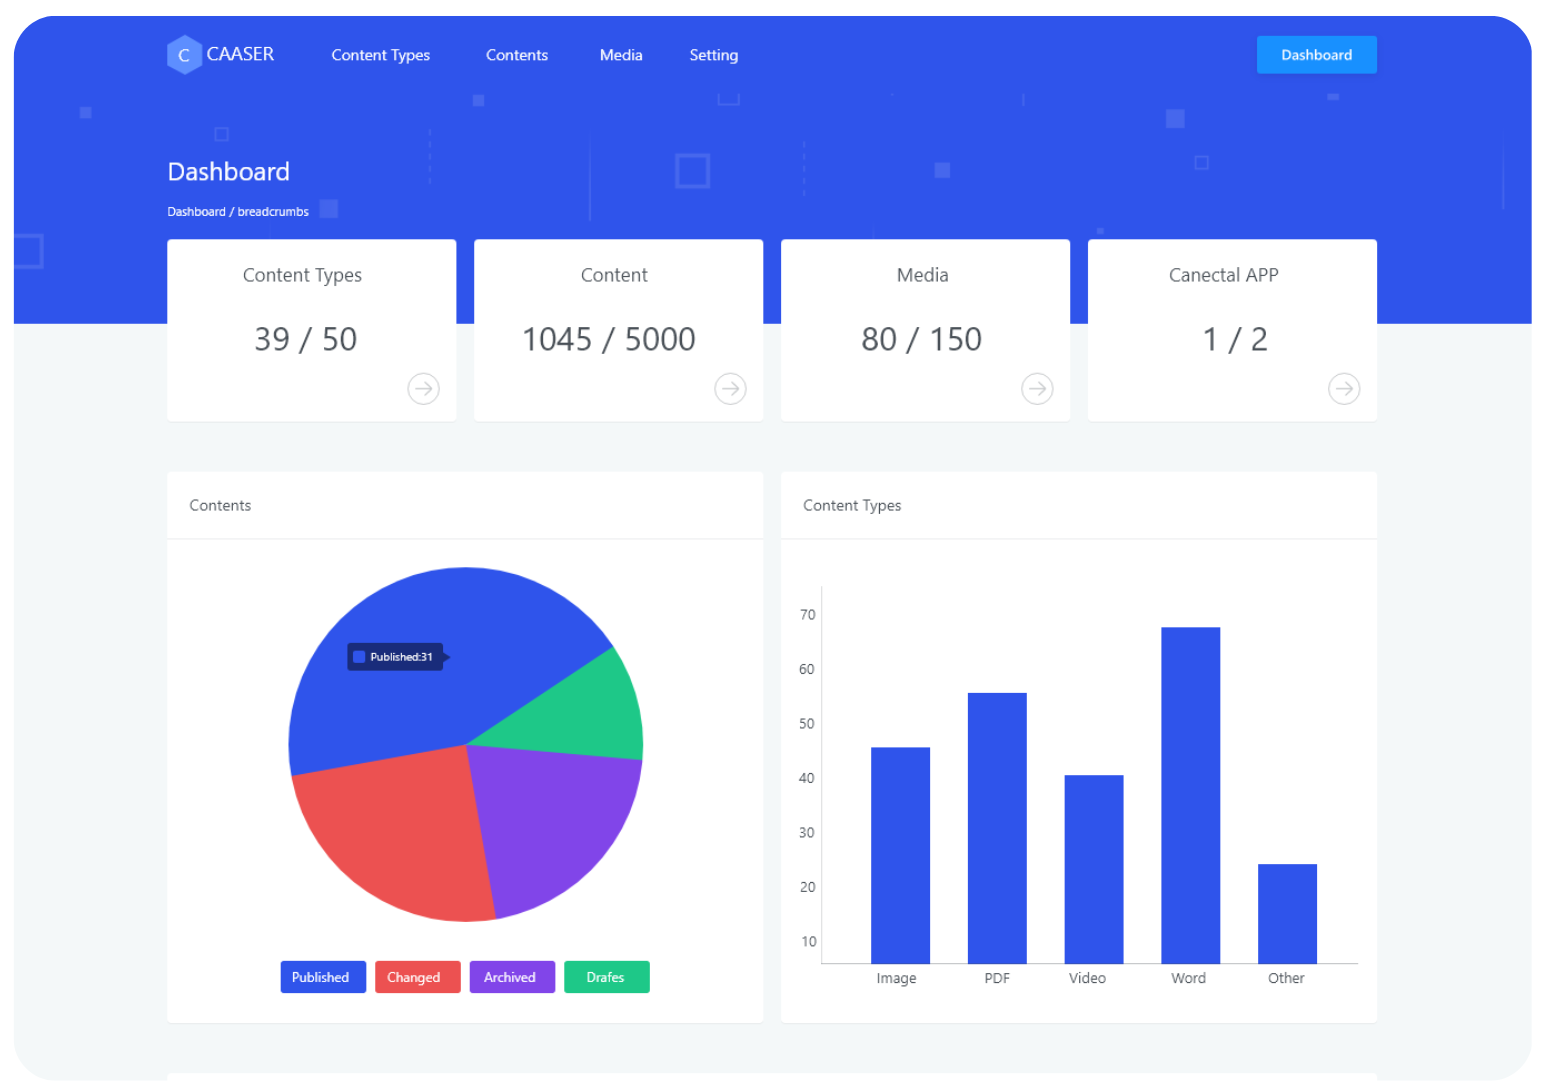 C CAASER Content Types Contents Media Setting Dashboard
Dashboard
Dashboard / breadcrumbs
Content Types
39 / 50
Content
1045 / 5000
Media
80 / 150
Canectal APP
1 / 2
Contents
Published:31
Published Changed Archived Drafes
Content Types
70
60
50
40
30
20
10
Image PDF Video Word Other